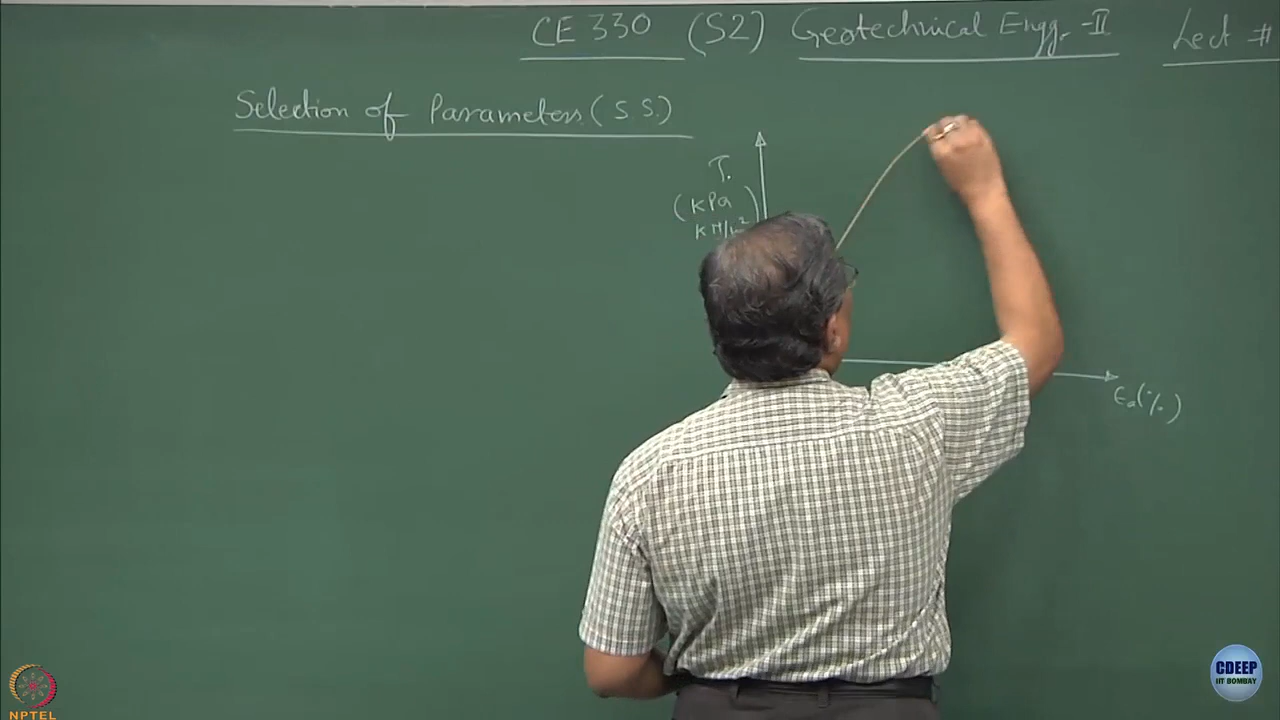 CE 330 (S2) Geotechnical Engg.-II Lect #
Selection of Parameters (S.S.)
τ
(kPa)
kN/m²
ϵa(%)
NPTEL
CDEEP
IIT BOMBAY